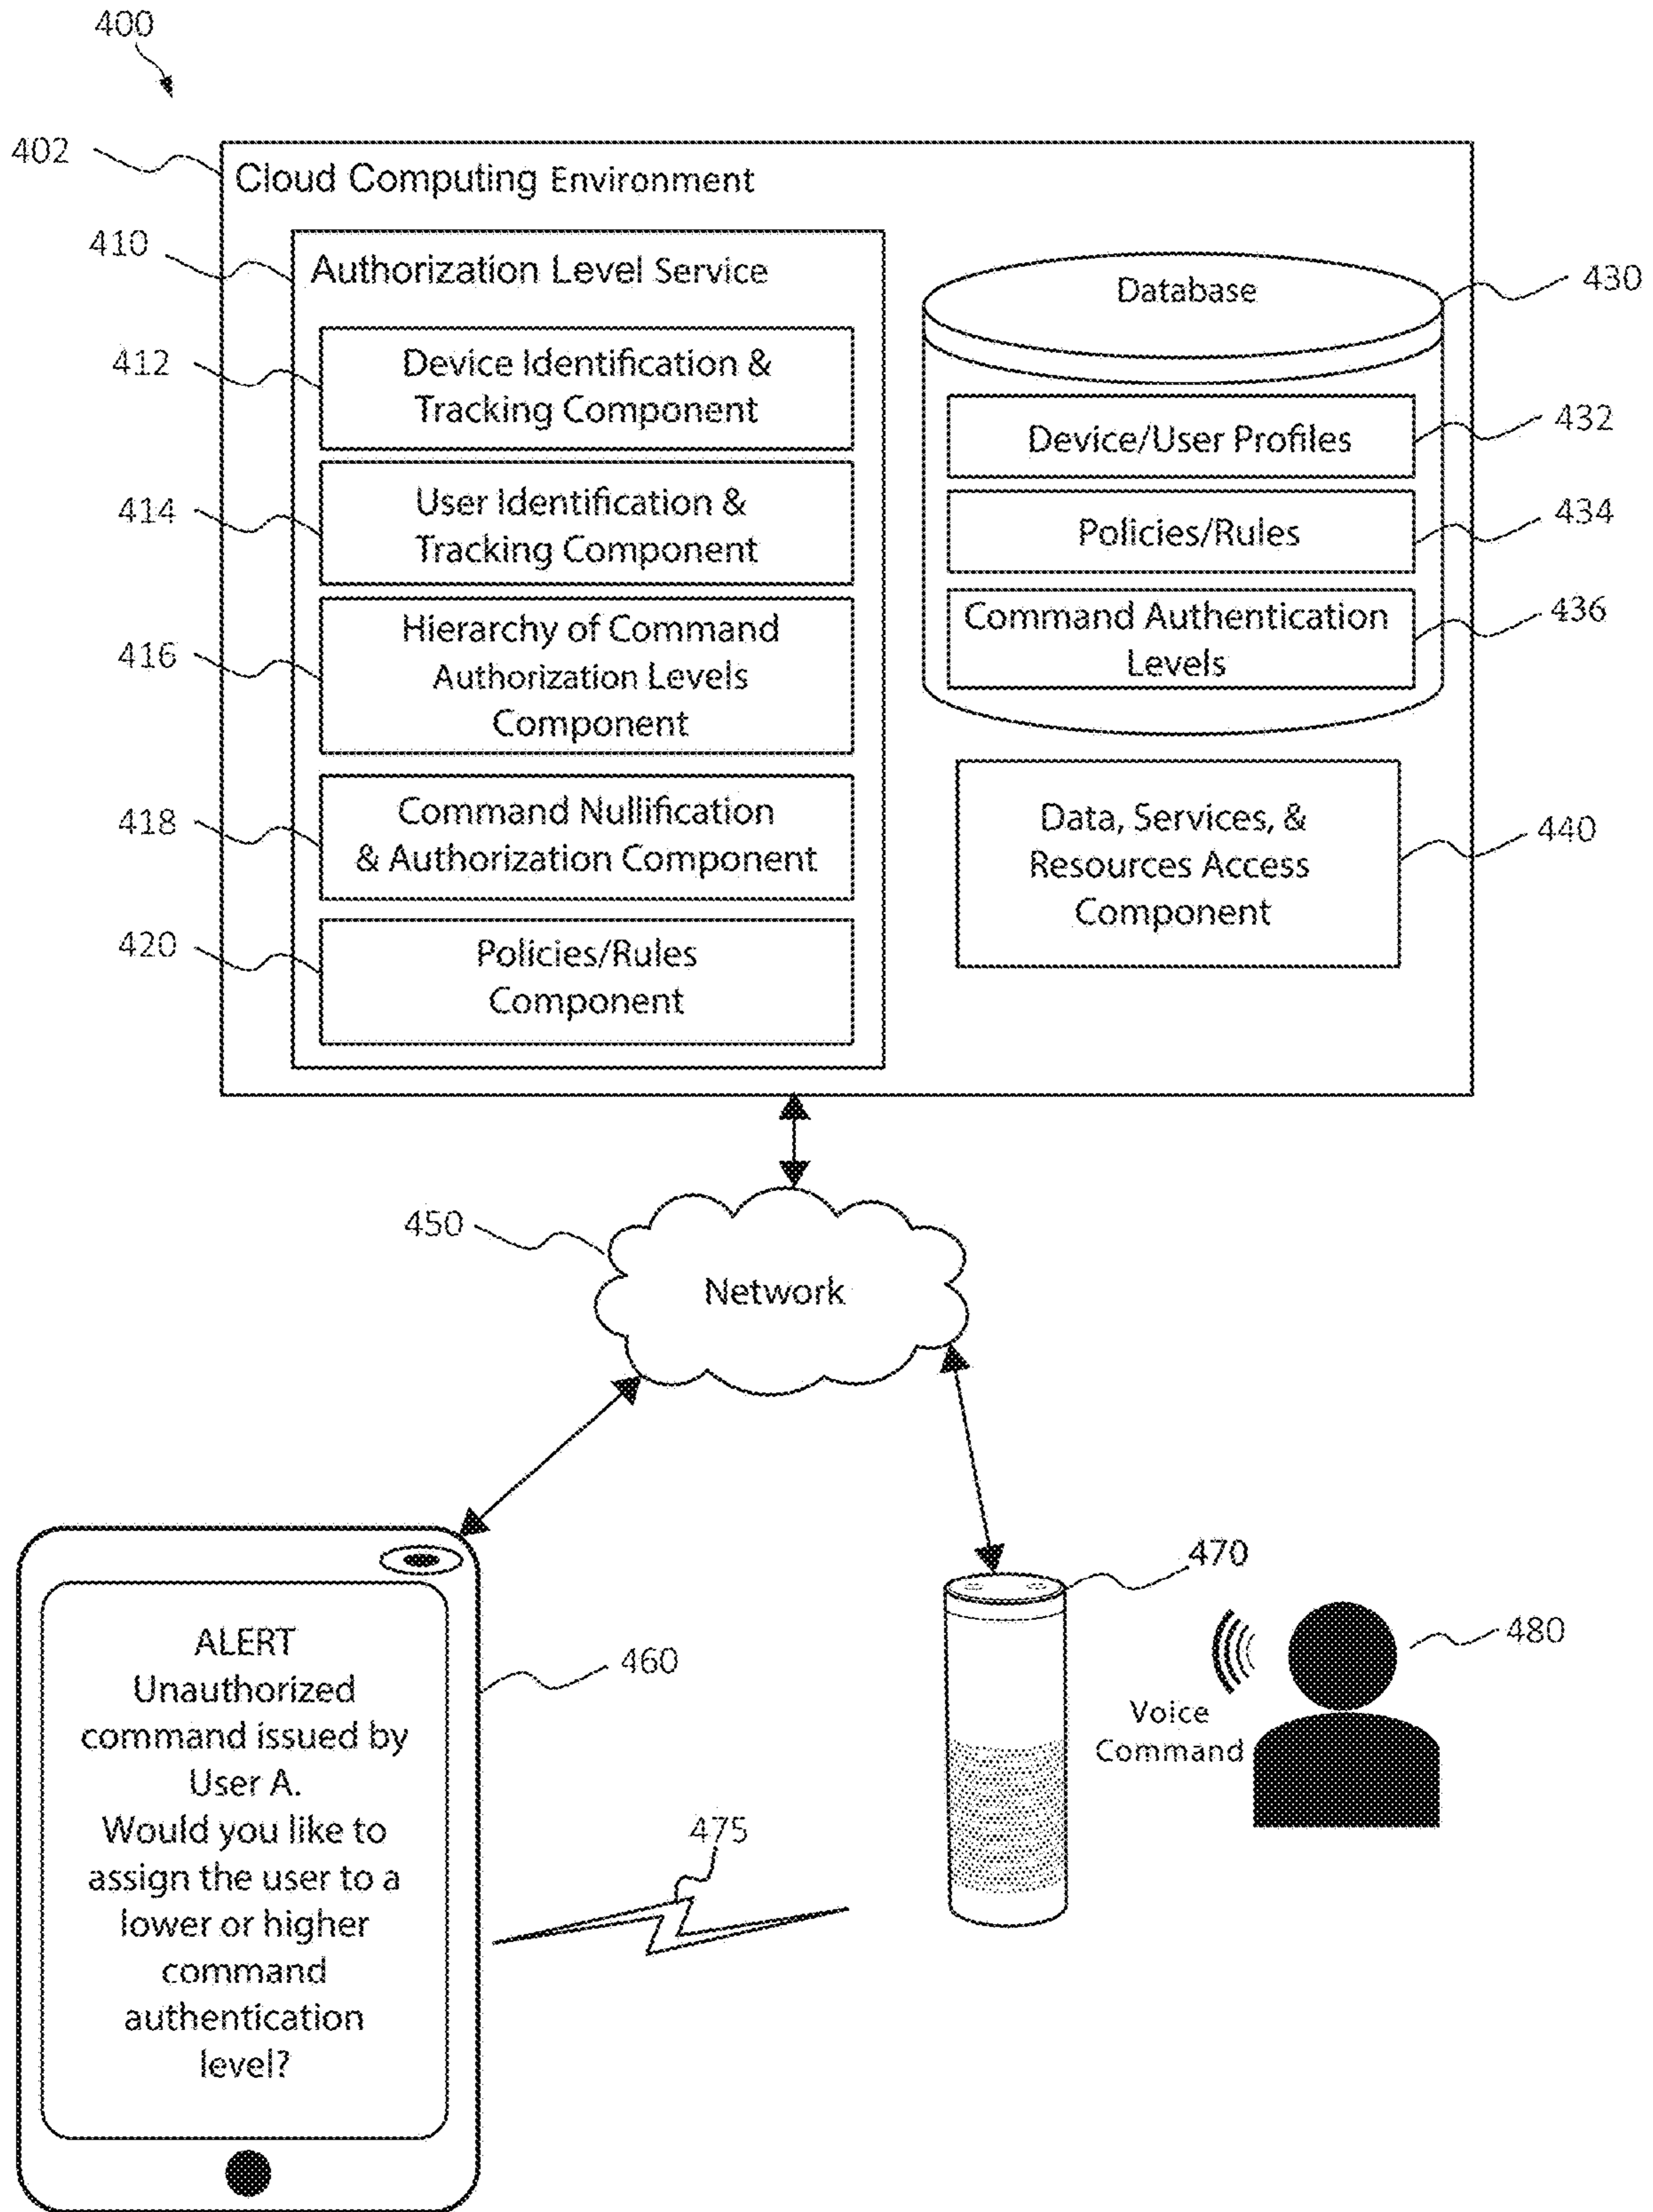 400
402
Cloud Computing Environment
410
Authorization Level Service
412
Device Identification &
Tracking Component
414
User Identification &
Tracking Component
416
Hierarchy of Command
Authorization Levels
Component
418
Command Nullification
& Authorization Component
420
Policies/Rules
Component
Database
430
Device/User Profiles
432
Policies/Rules
434
Command Authentication
Levels
436
Data, Services, &
Resources Access
Component
440
450
Network
460
ALERT
Unauthorized
command issued by
User A.
Would you like to
assign the user to a
lower or higher
command
authentication
level?
475
470
Voice
Command
480